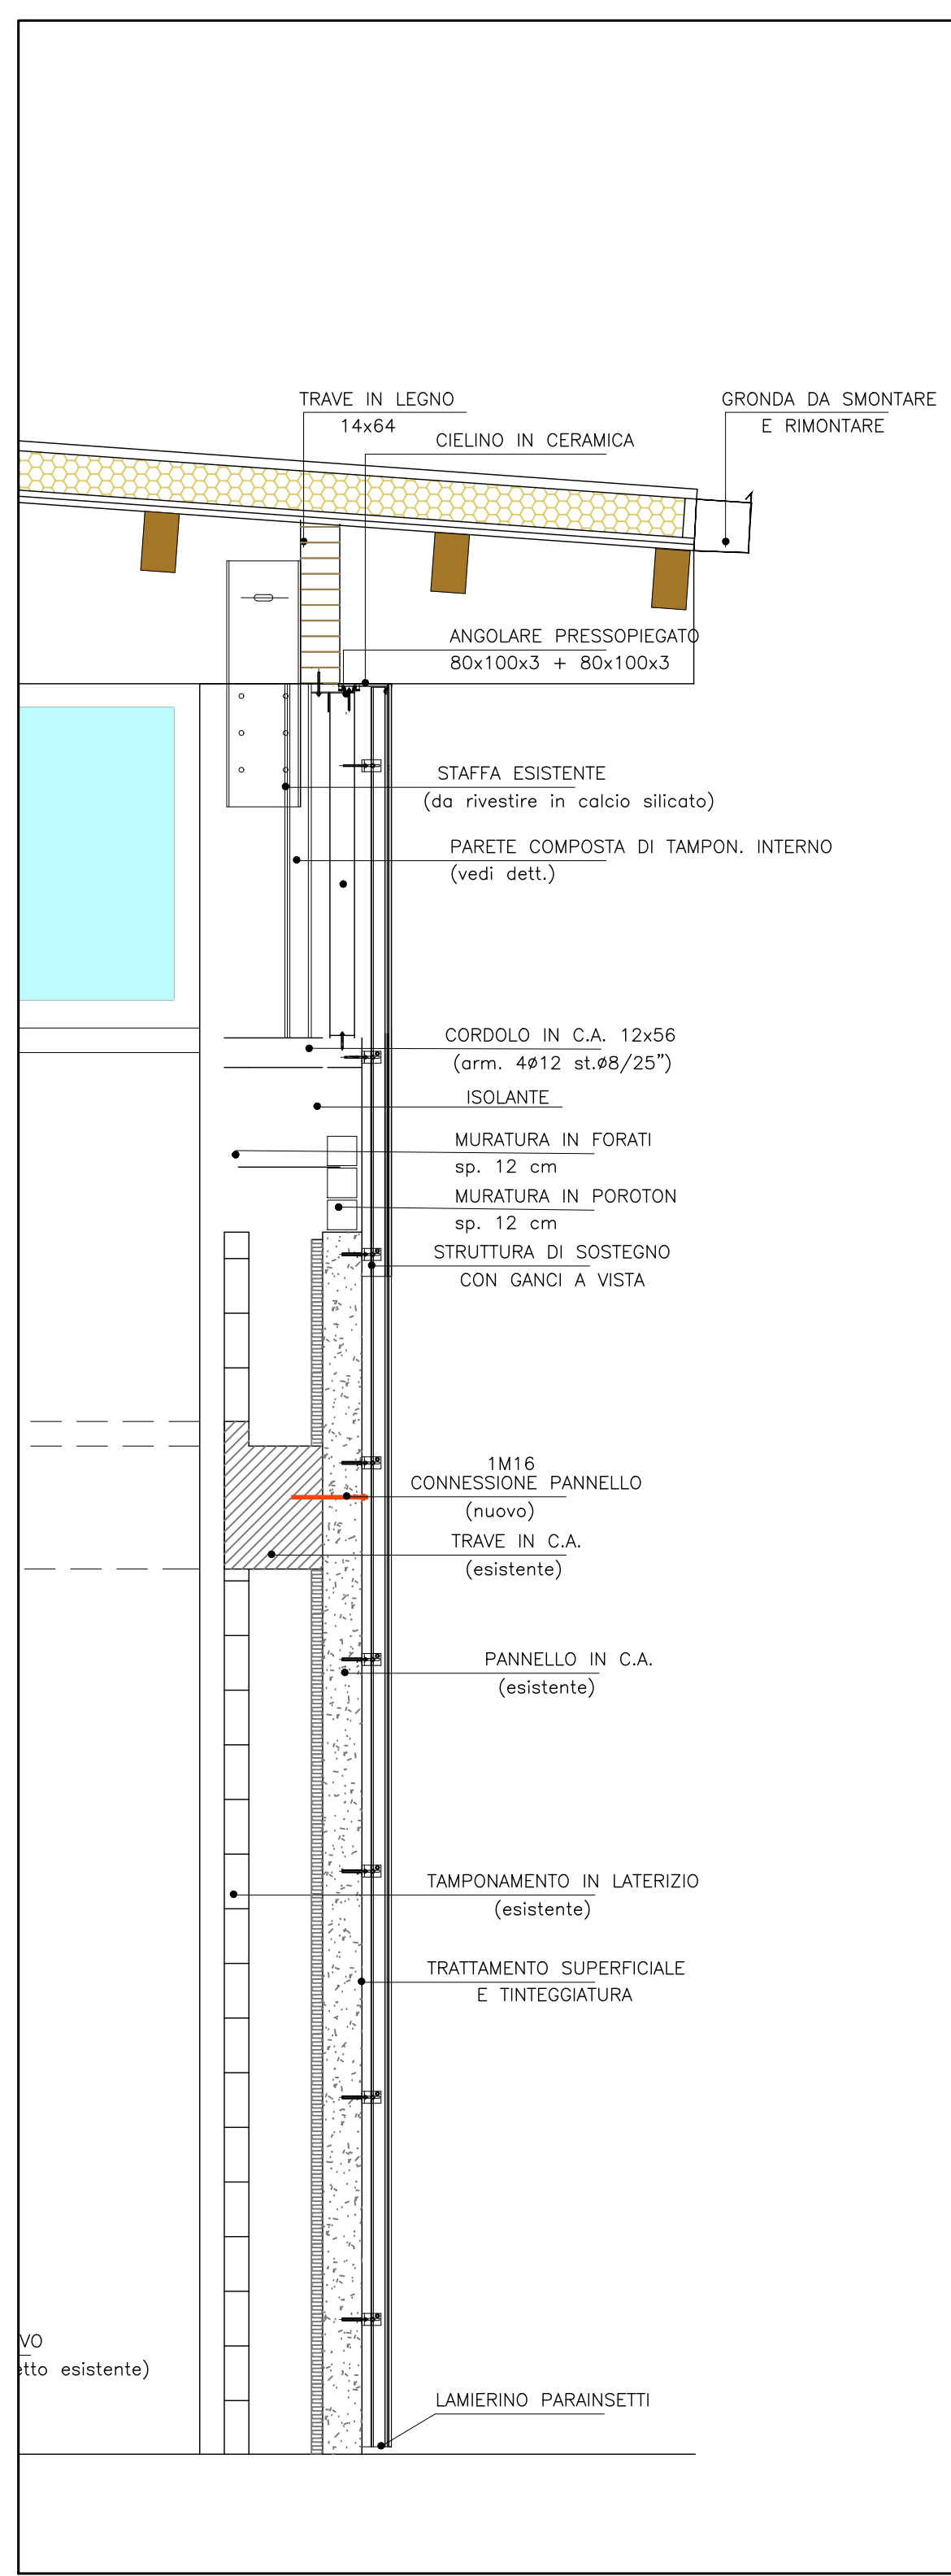 TRAVE IN LEGNO
14x64
GRONDA DA SMONTARE
E RIMONTARE
CIELINO IN CERAMICA
ANGOLARE PRESSOPIEGATO
80x100x3 + 80x100x3
STAFFA ESISTENTE
(da rivestire in calcio silicato)
PARETE COMPOSTA DI TAMPON. INTERNO
(vedi dett.)
CORDOLO IN C.A. 12x56
(arm. 4ø12 st.ø8/25")
ISOLANTE
MURATURA IN FORATI
sp. 12 cm
MURATURA IN POROTON
sp. 12 cm
STRUTTURA DI SOSTEGNO
CON GANCI A VISTA
1M16
CONNESSIONE PANNELLO
(nuovo)
TRAVE IN C.A.
(esistente)
PANNELLO IN C.A.
(esistente)
TAMPONAMENTO IN LATERIZIO
(esistente)
TRATTAMENTO SUPERFICIALE
E TINTEGGIATURA
VO
etto esistente)
LAMIERINO PARAINSETTI